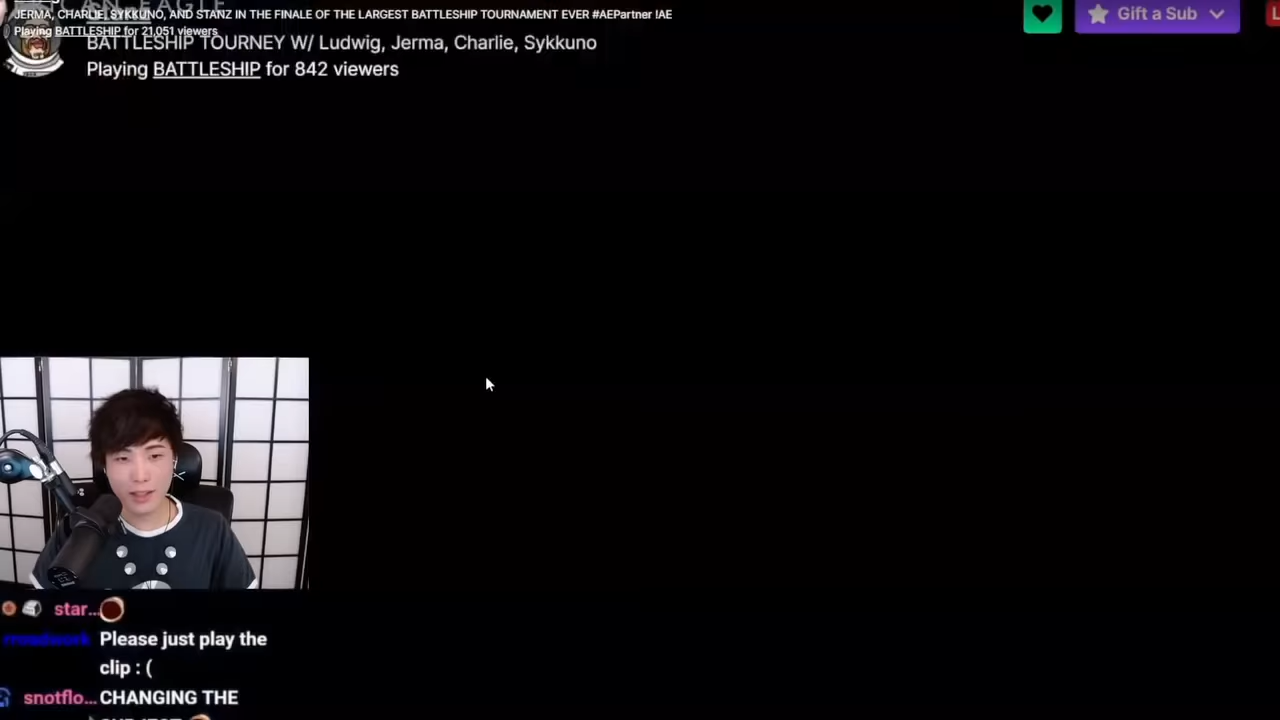 JERMA, CHARLIE, SYKKUNO, AND STANZ IN THE FINALE OF THE LARGEST BATTLESHIP TOURNAMENT EVER #AEPartner !AE
Playing BATTLESHIP for 21,051 viewers
BATTLESHIP TOURNEY W/ Ludwig, Jerma, Charlie, Sykkuno
Playing BATTLESHIP for 842 viewers
Gift a Sub
star...
Please just play the
clip : (
snotflo... CHANGING THE